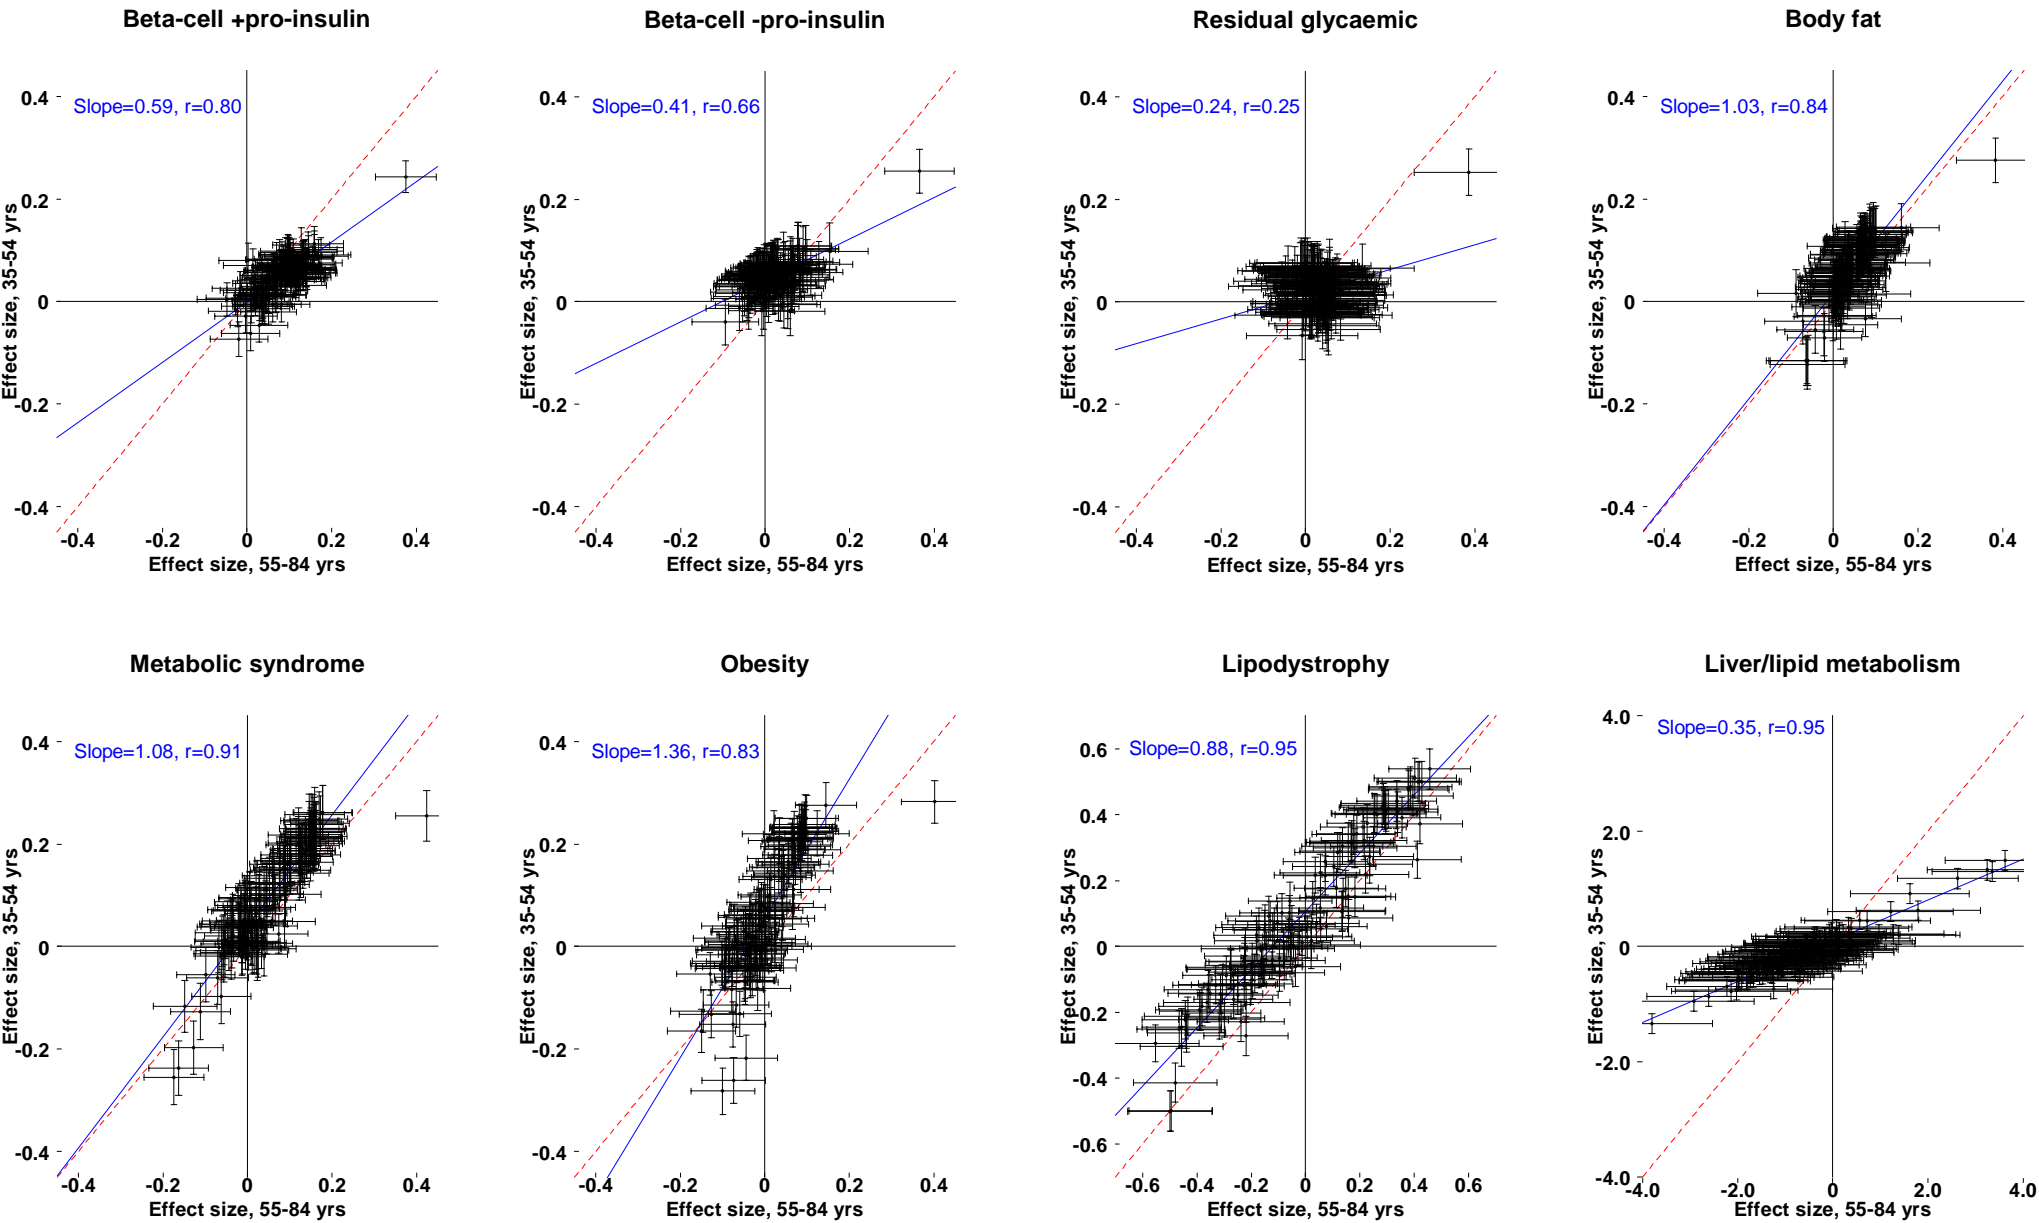 Beta-cell +pro-insulin
Slope=0.59, r=0.80
Effect size, 35-54 yrs
0.4
0.2
0
-0.2
-0.4
-0.4 -0.2 0 0.2 0.4
Effect size, 55-84 yrs
Beta-cell -pro-insulin
Slope=0.41, r=0.66
Effect size, 35-54 yrs
0.4
0.2
0
-0.2
-0.4
-0.4 -0.2 0 0.2 0.4
Effect size, 55-84 yrs
Residual glycaemic
Slope=0.24, r=0.25
Effect size, 35-54 yrs
0.4
0.2
0
-0.2
-0.4
-0.4 -0.2 0 0.2 0.4
Effect size, 55-84 yrs
Body fat
Slope=1.03, r=0.84
Effect size, 35-54 yrs
0.4
0.2
0
-0.2
-0.4
-0.4 -0.2 0 0.2 0.4
Effect size, 55-84 yrs
Metabolic syndrome
Slope=1.08, r=0.91
Effect size, 35-54 yrs
0.4
0.2
0
-0.2
-0.4
-0.4 -0.2 0 0.2 0.4
Effect size, 55-84 yrs
Obesity
Slope=1.36, r=0.83
Effect size, 35-54 yrs
0.4
0.2
0
-0.2
-0.4
-0.4 -0.2 0 0.2 0.4
Effect size, 55-84 yrs
Lipodystrophy
Slope=0.88, r=0.95
Effect size, 35-54 yrs
0.6
0.4
0.2
0
-0.2
-0.4
-0.6
-0.6 -0.4 -0.2 0 0.2 0.4 0.6
Effect size, 55-84 yrs
Liver/lipid metabolism
Slope=0.35, r=0.95
Effect size, 35-54 yrs
4.0
2.0
0
-2.0
-4.0
-4.0 -2.0 0 2.0 4.0
Effect size, 55-84 yrs